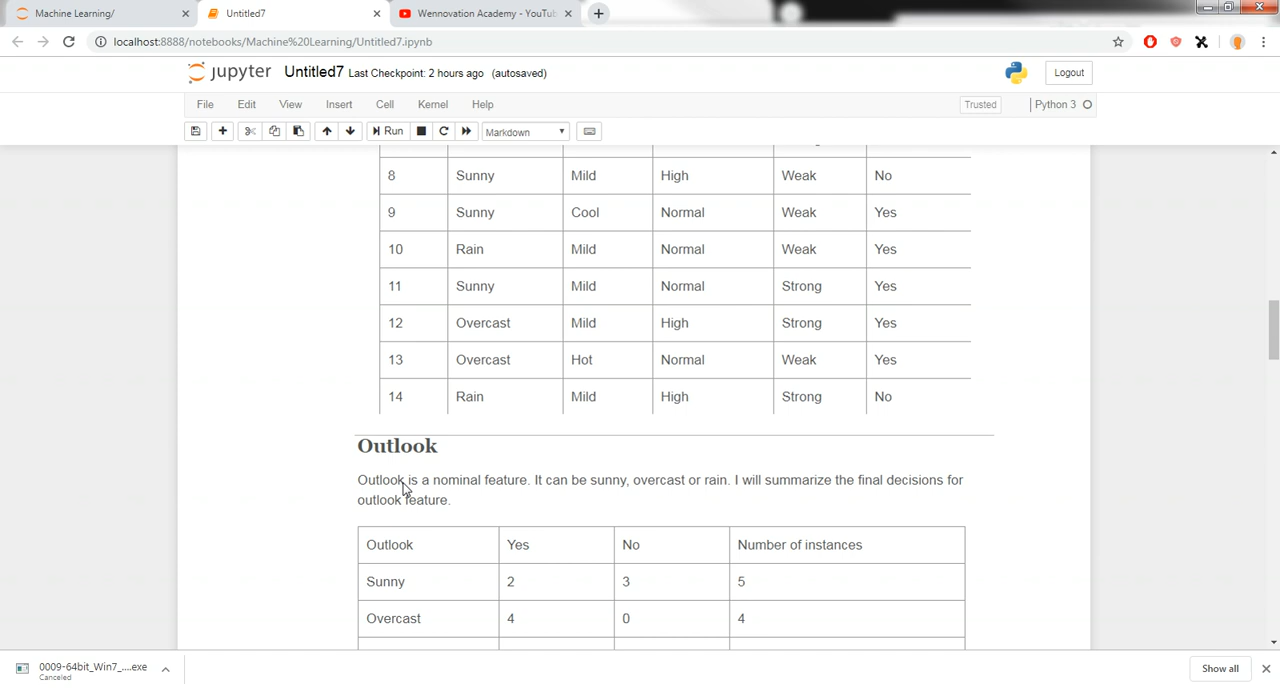 Machine Learning/
Untitled7
Wennovation Academy - YouTub
localhost:8888/notebooks/Machine%20Learning/Untitled7.ipynb
jupyter Untitled7 Last Checkpoint: 2 hours ago (autosaved)
Logout
File Edit View Insert Cell Kernel Help Trusted Python 3
Run Markdown
8 Sunny Mild High Weak No
9 Sunny Cool Normal Weak Yes
10 Rain Mild Normal Weak Yes
11 Sunny Mild Normal Strong Yes
12 Overcast Mild High Strong Yes
13 Overcast Hot Normal Weak Yes
14 Rain Mild High Strong No
Outlook
Outlook is a nominal feature. It can be sunny, overcast or rain. I will summarize the final decisions for
outlook feature.
Outlook Yes No Number of instances
Sunny 2 3 5
Overcast 4 0 4
0009-64bit_Win7_....exe
Canceled
Show all